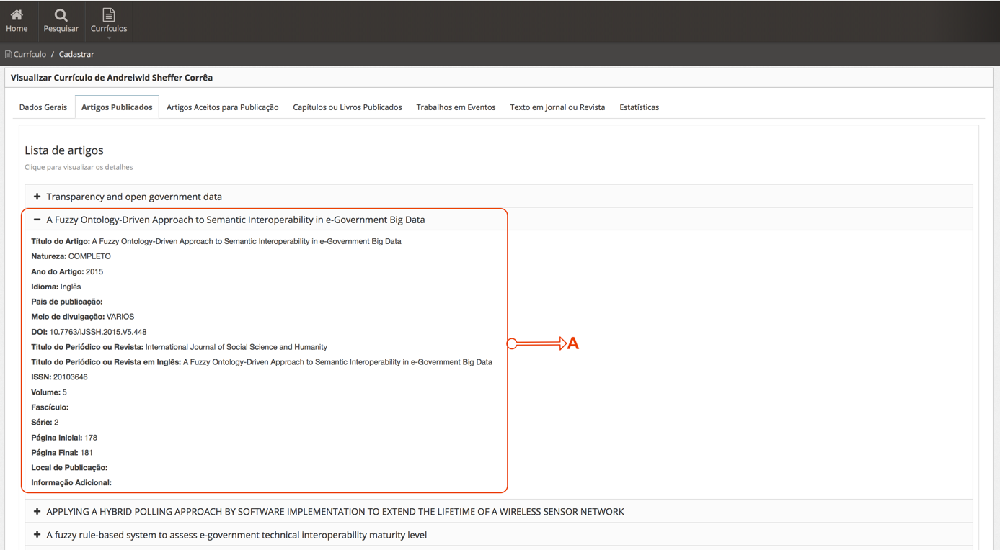 Home Pesquisar Currículos
Currículo / Cadastrar
Visualizar Currículo de Andreiwid Sheffer Corrêa
Dados Gerais Artigos Publicados Artigos Aceitos para Publicação Capítulos ou Livros Publicados Trabalhos em Eventos Texto em Jornal ou Revista Estatísticas
Lista de artigos
Clique para visualizar os detalhes
+ Transparency and open government data
− A Fuzzy Ontology-Driven Approach to Semantic Interoperability in e-Government Big Data
Título do Artigo: A Fuzzy Ontology-Driven Approach to Semantic Interoperability in e-Government Big Data
Natureza: COMPLETO
Ano do Artigo: 2015
Idioma: Inglês
Pais de publicação:
Meio de divulgação: VARIOS
DOI: 10.7763/IJSSH.2015.V5.448
Titulo do Periódico ou Revista: International Journal of Social Science and Humanity
Titulo do Periódico ou Revista em Inglês: A Fuzzy Ontology-Driven Approach to Semantic Interoperability in e-Government Big Data
ISSN: 20103646
Volume: 5
Fascículo:
Série: 2
Página Inicial: 178
Página Final: 181
Local de Publicação:
Informação Adicional:
A
+ APPLYING A HYBRID POLLING APPROACH BY SOFTWARE IMPLEMENTATION TO EXTEND THE LIFETIME OF A WIRELESS SENSOR NETWORK
+ A fuzzy rule-based system to assess e-government technical interoperability maturity level